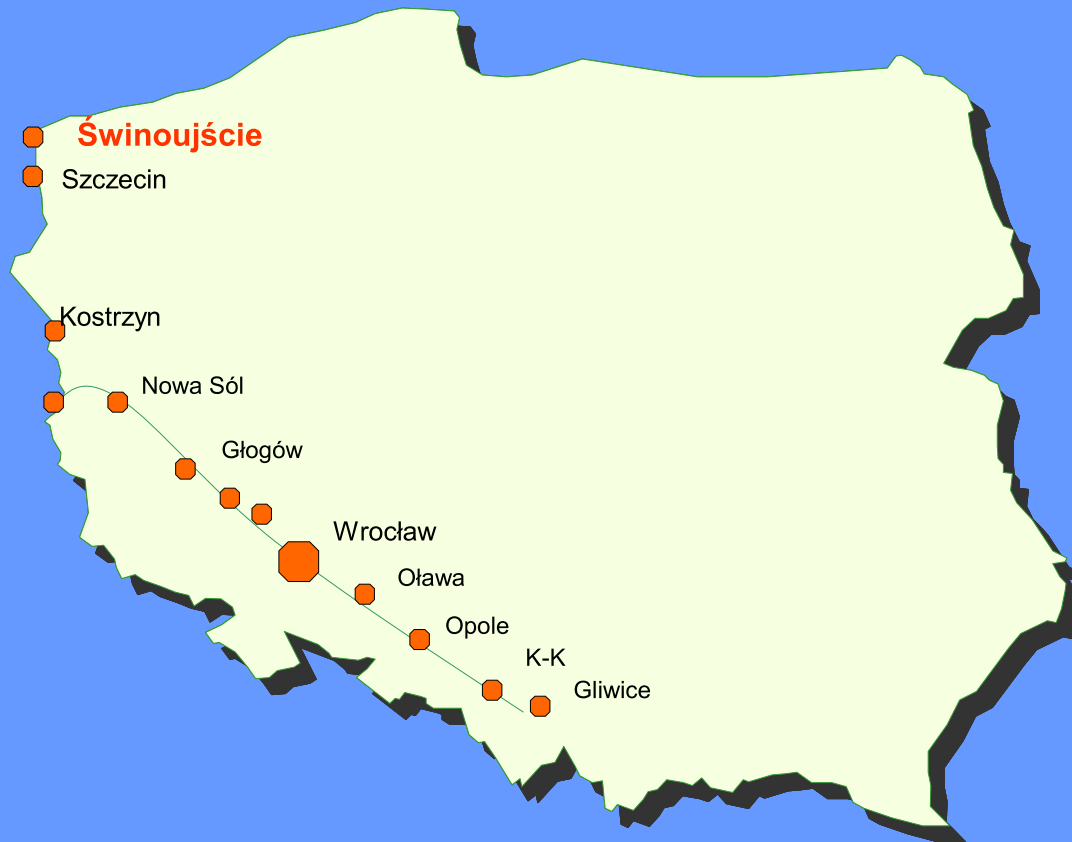 Świnoujście
Szczecin
Kostrzyn
Nowa Sól
Głogów
Wrocław
Oława
Opole
K-K
Gliwice